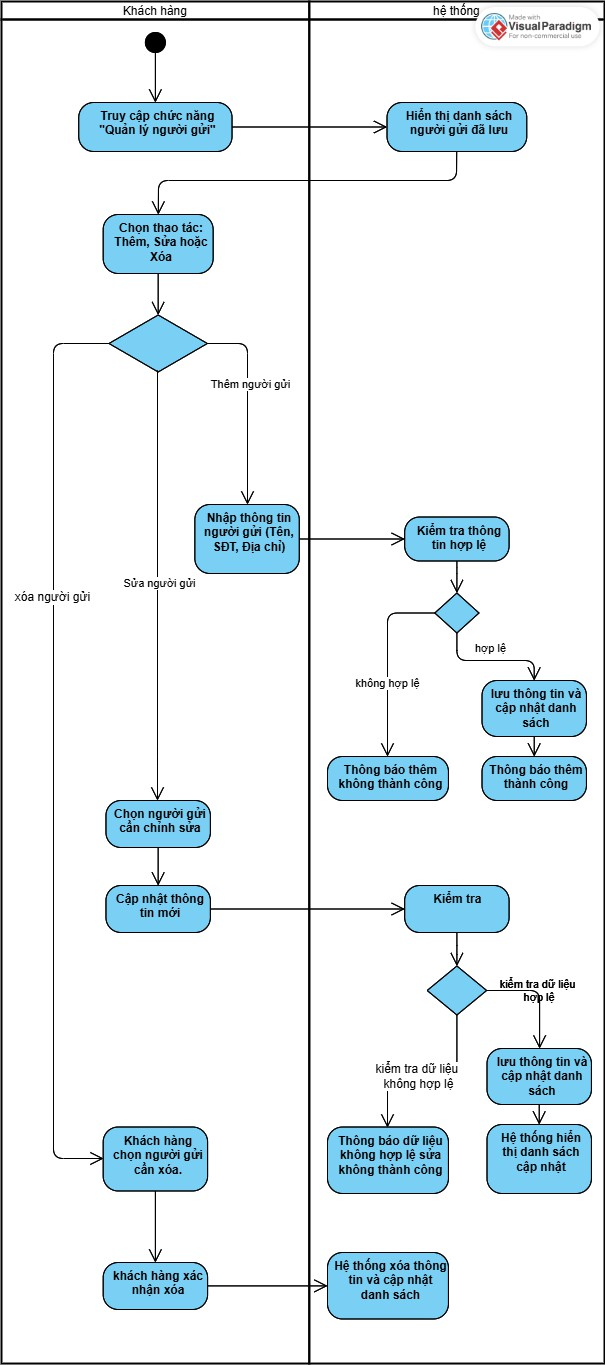 Khách hàng
hệ thống
Made with
Visual Paradigm
For non-commercial use
Truy cập chức năng
"Quản lý người gửi"
Hiển thị danh sách
người gửi đã lưu
Chọn thao tác:
Thêm, Sửa hoặc
Xóa
Thêm người gửi
Nhập thông tin
người gửi (Tên,
SĐT, Địa chỉ)
Kiểm tra thông
tin hợp lệ
Sửa người gửi
xóa người gửi
hợp lệ
không hợp lệ
lưu thông tin và
cập nhật danh
sách
Thông báo thêm
không thành công
Thông báo thêm
thành công
Chọn người gửi
cần chỉnh sửa
Cập nhật thông
tin mới
Kiểm tra
kiểm tra dữ liệu
hợp lệ
kiểm tra dữ liệu
không hợp lệ
lưu thông tin và
cập nhật danh
sách
Khách hàng
chọn người gửi
cần xóa.
Thông báo dữ liệu
không hợp lệ sửa
không thành công
Hệ thống hiển
thị danh sách
cập nhật
khách hàng xác
nhận xóa
Hệ thống xóa thông
tin và cập nhật
danh sách